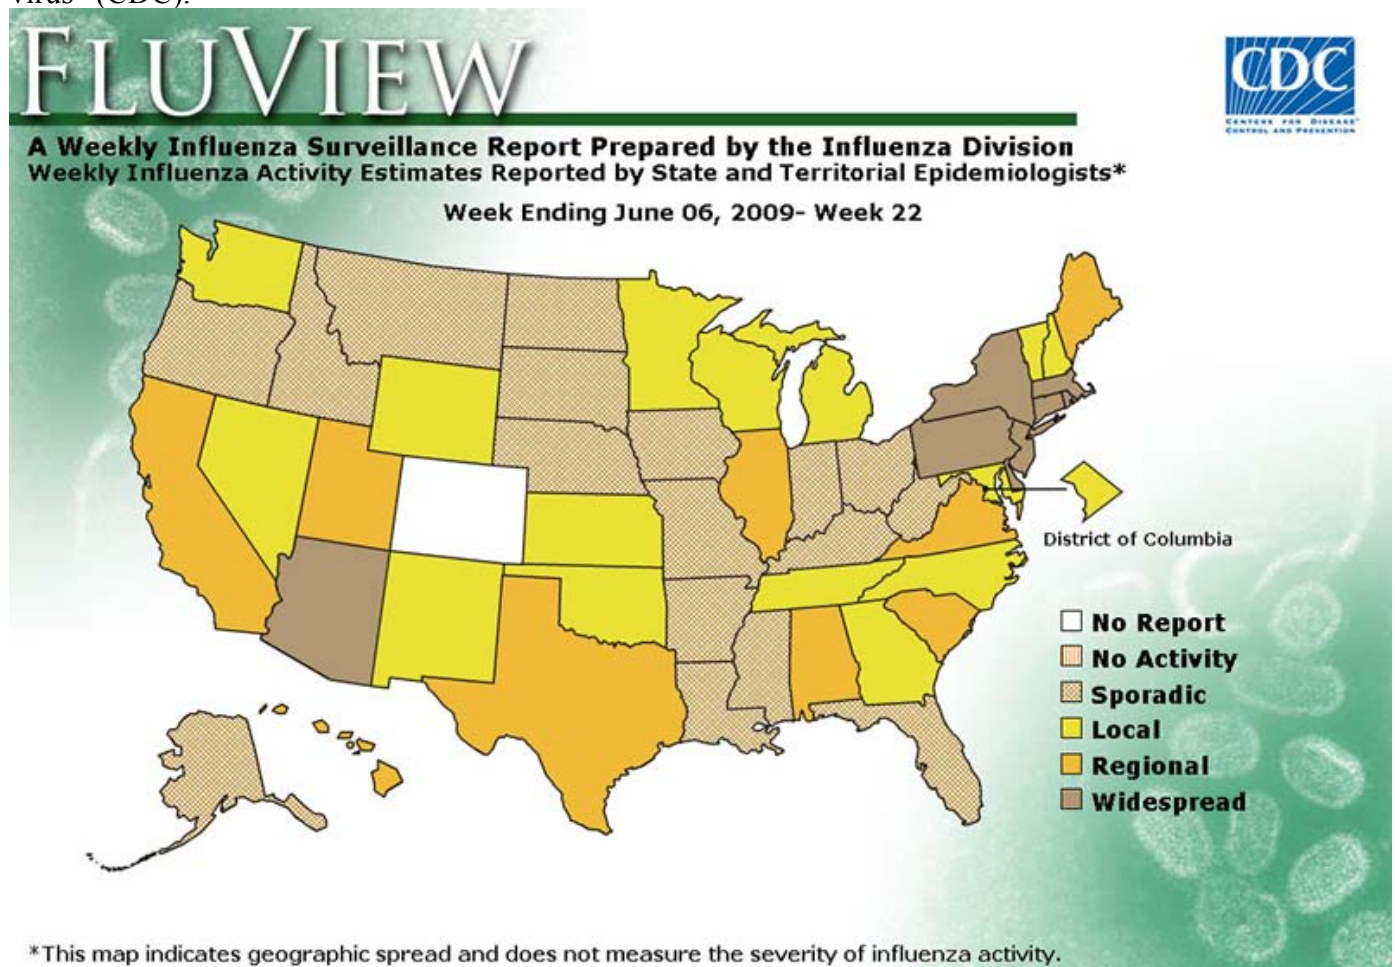 virus" (CDC).
FLUVIEW
CDC
CENTERS FOR DISEASE
CONTROL AND PREVENTION
A Weekly Influenza Surveillance Report Prepared by the Influenza Division
Weekly Influenza Activity Estimates Reported by State and Territorial Epidemiologists*
Week Ending June 06, 2009- Week 22
District of Columbia
No Report
No Activity
Sporadic
Local
Regional
Widespread
*This map indicates geographic spread and does not measure the severity of influenza activity.